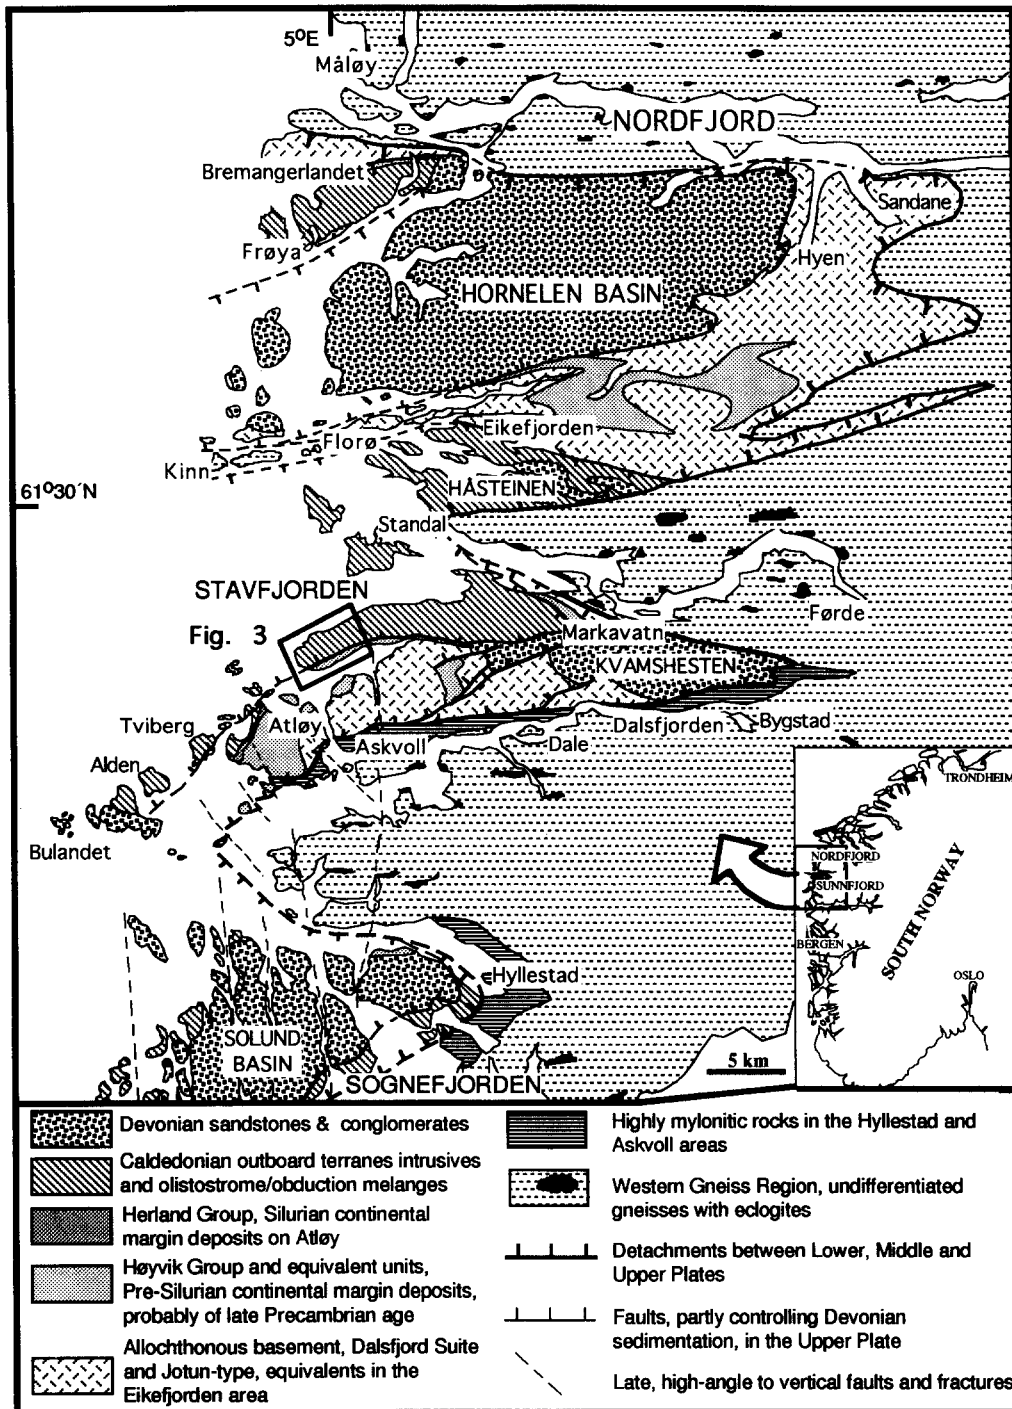 5°E
Måløy
NORDFJORD
Bremangerlandet
Sandane
Frøya
Hyen
HORNELEN BASIN
Eikefjorden
Florø
Kinn
HÅSTEINEN
61°30´N
Standal
STAVFJORDEN
Førde
Fig. 3
Markavatn
KVAMSHESTEN
Tviberg
Atløy
Dalsfjorden
Bygstad
Askvoll
Dale
Alden
TRONDHEIM
Bulandet
NORDFJORD
SUNNFJORD
SOUTH NORWAY
BERGEN
Hyllestad
OSLO
SOLUND
BASIN
5 km
SOGNEFJORDEN
Devonian sandstones & conglomerates
Caldedonian outboard terranes intrusives
and olistostrome/obduction melanges
Herland Group, Silurian continental
margin deposits on Atløy
Høyvik Group and equivalent units,
Pre-Silurian continental margin deposits,
probably of late Precambrian age
Allochthonous basement, Dalsfjord Suite
and Jotun-type, equivalents in the
Eikefjorden area
Highly mylonitic rocks in the Hyllestad and
Askvoll areas
Western Gneiss Region, undifferentiated
gneisses with eclogites
Detachments between Lower, Middle and
Upper Plates
Faults, partly controlling Devonian
sedimentation, in the Upper Plate
Late, high-angle to vertical faults and fractures